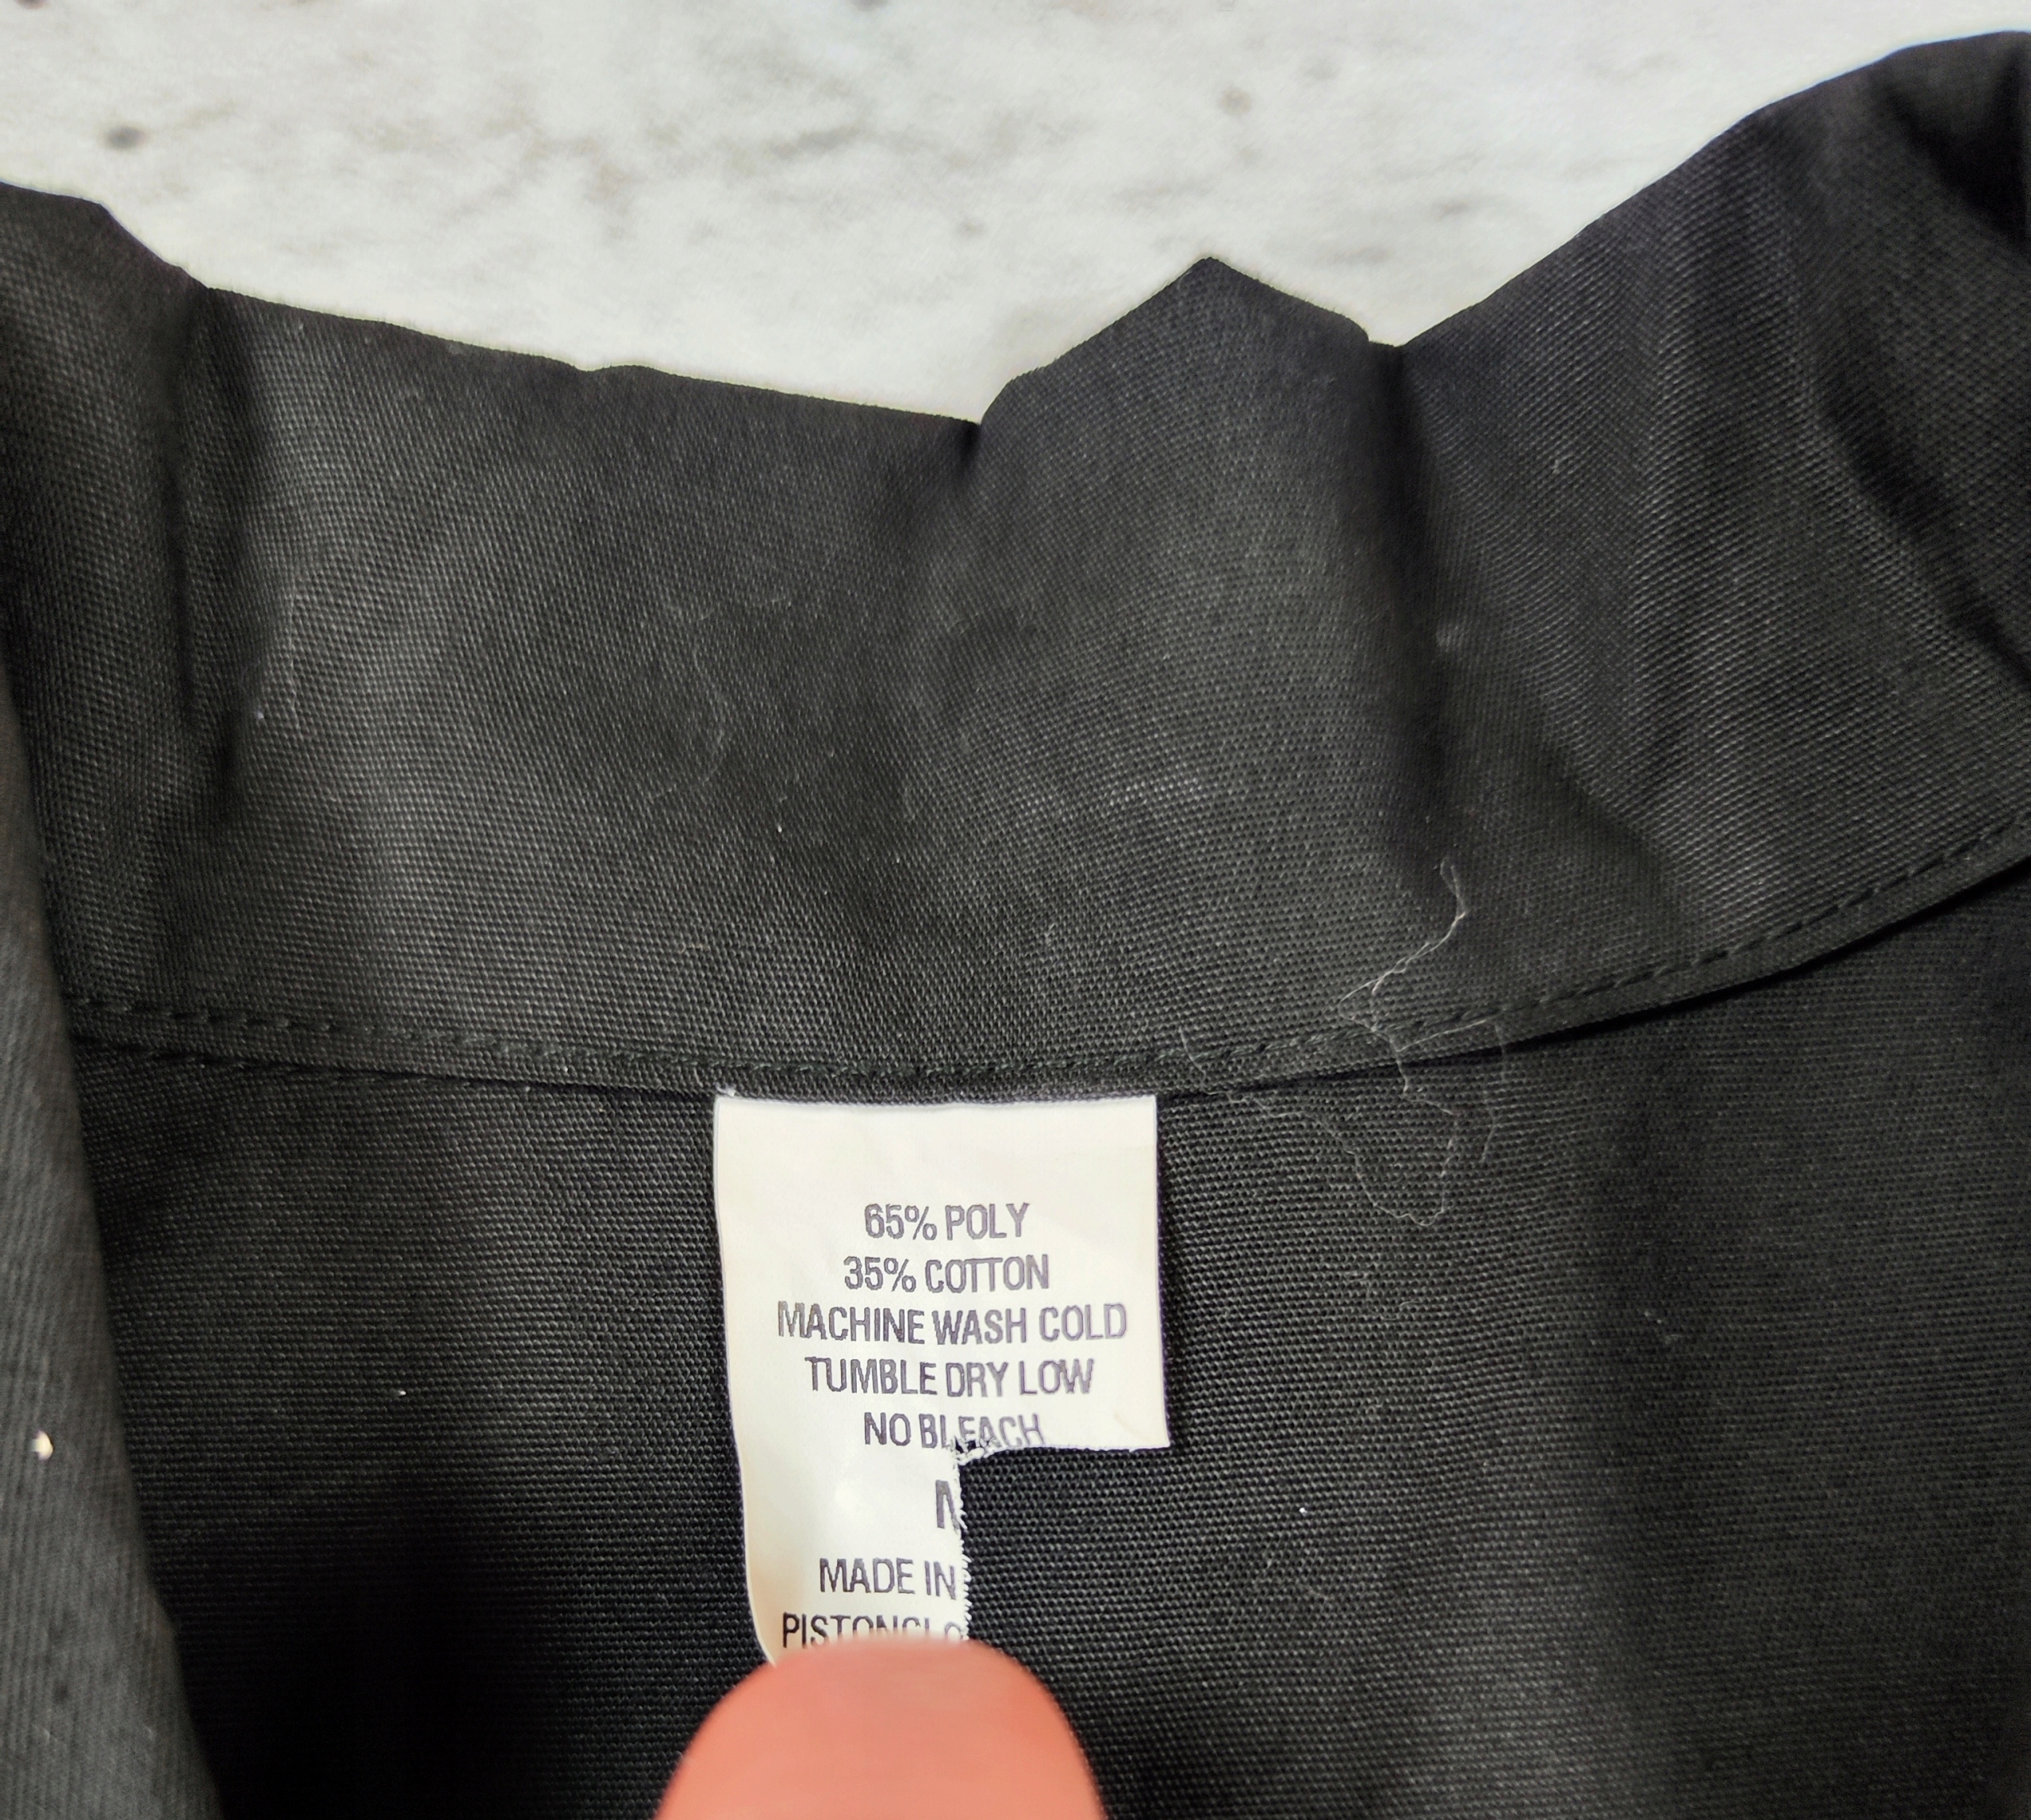 65% POLY
35% COTTON
MACHINE WASH COLD
TUMBLE DRY LOW
NO BLEACH
MADE IN